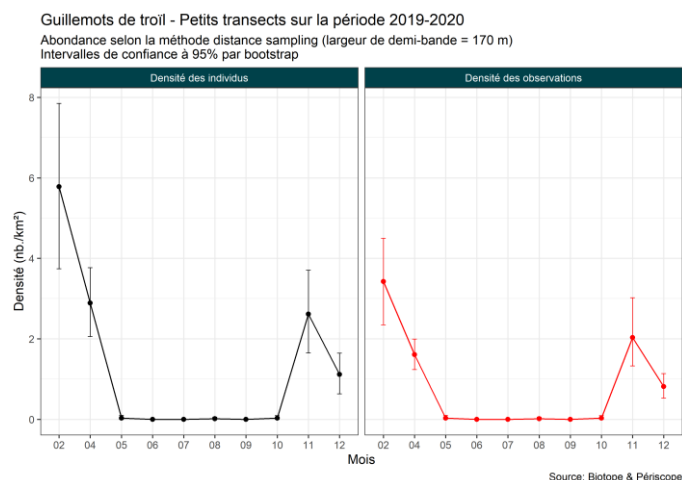 Guillemots de troïl - Petits transects sur la période 2019-2020
Abondance selon la méthode distance sampling (largeur de demi-bande = 170 m)
Intervalles de confiance à 95% par bootstrap
Densité des individus
Densité des observations
Densité (nb./km²)
8
6
4
2
0
02 04 05 06 07 08 09 10 11 12
02 04 05 06 07 08 09 10 11 12
Mois
Source: Biotope & Périscope